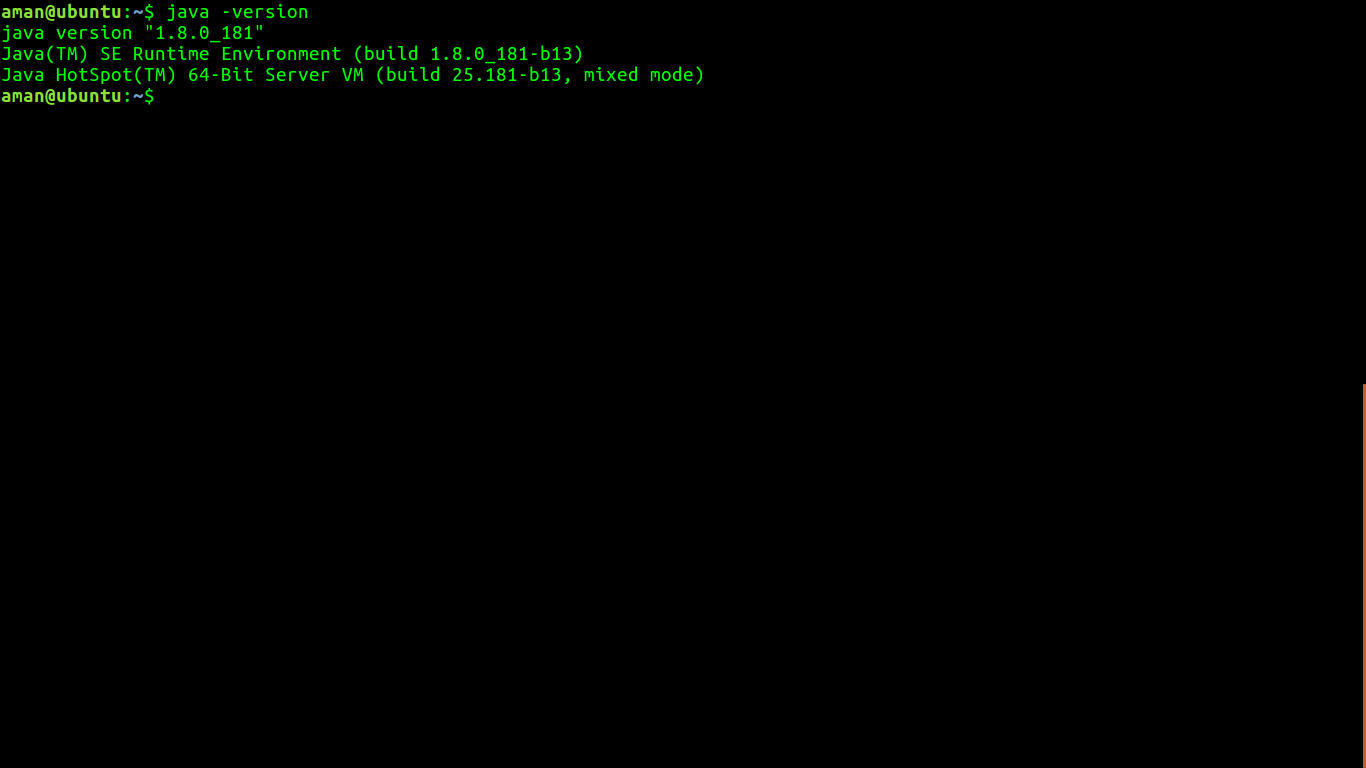 aman@ubuntu:~$ java -version
java version "1.8.0_181"
Java(TM) SE Runtime Environment (build 1.8.0_181-b13)
Java HotSpot(TM) 64-Bit Server VM (build 25.181-b13, mixed mode)
aman@ubuntu:~$